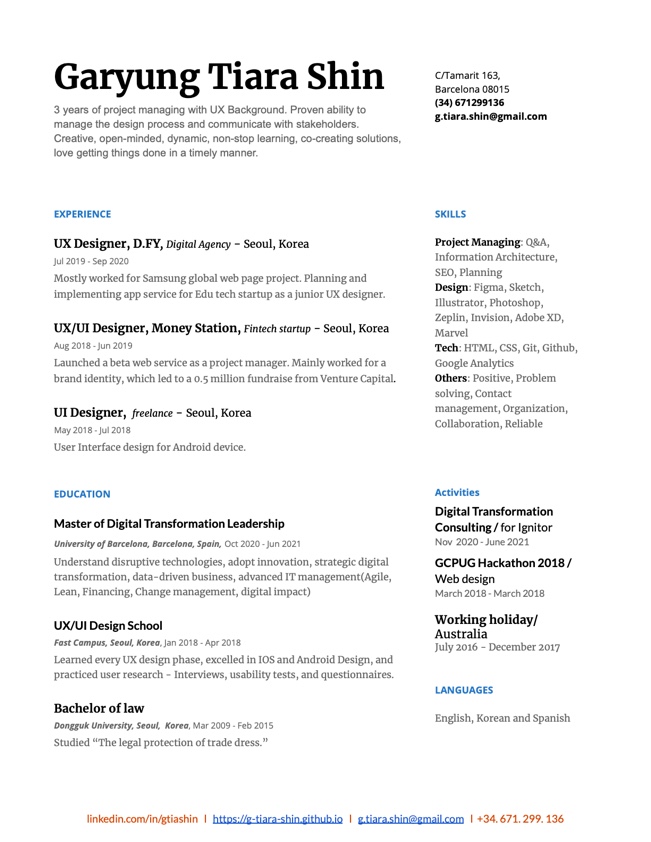 Garyung Tiara Shin
3 years of project managing with UX Background. Proven ability to
manage the design process and communicate with stakeholders.
Creative, open-minded, dynamic, non-stop learning, co-creating solutions,
love getting things done in a timely manner.
C/Tamarit 163,
Barcelona 08015
(34) 671299136
g.tiara.shin@gmail.com
EXPERIENCE
UX Designer, D.FY, Digital Agency – Seoul, Korea
Jul 2019 - Sep 2020
Mostly worked for Samsung global web page project. Planning and
implementing app service for Edu tech startup as a junior UX designer.
UX/UI Designer, Money Station, Fintech startup – Seoul, Korea
Aug 2018 - Jun 2019
Launched a beta web service as a project manager. Mainly worked for a
brand identity, which led to a 0.5 million fundraise from Venture Capital.
UI Designer, freelance – Seoul, Korea
May 2018 - Jul 2018
User Interface design for Android device.
EDUCATION
Master of Digital Transformation Leadership
University of Barcelona, Barcelona, Spain, Oct 2020 - Jun 2021
Understand disruptive technologies, adopt innovation, strategic digital
transformation, data-driven business, advanced IT management(Agile,
Lean, Financing, Change management, digital impact)
UX/UI Design School
Fast Campus, Seoul, Korea, Jan 2018 - Apr 2018
Learned every UX design phase, excelled in IOS and Android Design, and
practiced user research – Interviews, usability tests, and questionnaires.
Bachelor of law
Dongguk University, Seoul, Korea, Mar 2009 - Feb 2015
Studied “The legal protection of trade dress.”
SKILLS
Project Managing: Q&A,
Information Architecture,
SEO, Planning
Design: Figma, Sketch,
Illustrator, Photoshop,
Zeplin, Invision, Adobe XD,
Marvel
Tech: HTML, CSS, Git, Github,
Google Analytics
Others: Positive, Problem
solving, Contact
management, Organization,
Collaboration, Reliable
Activities
Digital Transformation
Consulting / for Ignitor
Nov 2020 - June 2021
GCPUG Hackathon 2018 /
Web design
March 2018 - March 2018
Working holiday/
Australia
July 2016 – December 2017
LANGUAGES
English, Korean and Spanish
linkedin.com/in/gtiashin I https://g-tiara-shin.github.io I g.tiara.shin@gmail.com I +34. 671. 299. 136